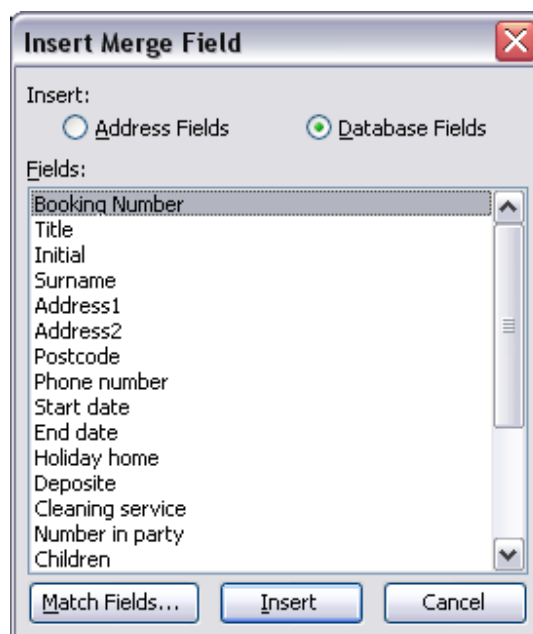 Insert Merge Field
Insert:
Address Fields Database Fields
Fields:
Booking Number
Title
Initial
Surname
Address1
Address2
Postcode
Phone number
Start date
End date
Holiday home
Deposite
Cleaning service
Number in party
Children
Match Fields... Insert Cancel